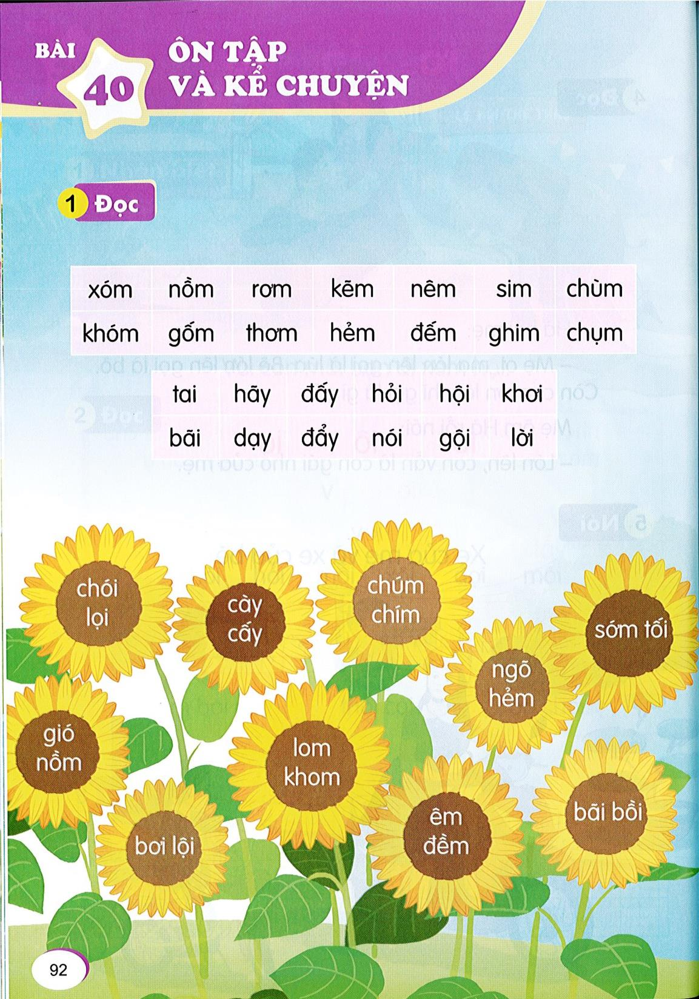 BÀI 40
ÔN TẬP
VÀ KỂ CHUYỆN
1 Đọc
xóm nồm rơm kẽm nêm sim chùm
khóm gốm thơm hẻm đếm ghim chụm
tai hãy đấy hỏi hội khơi
bãi dạy đẩy nói gội lời
chói
lọi
cày
cấy
chúm
chím
sớm tối
ngõ
hẻm
gió
nồm
lom
khom
bơi lội
êm
đềm
bãi bồi
92